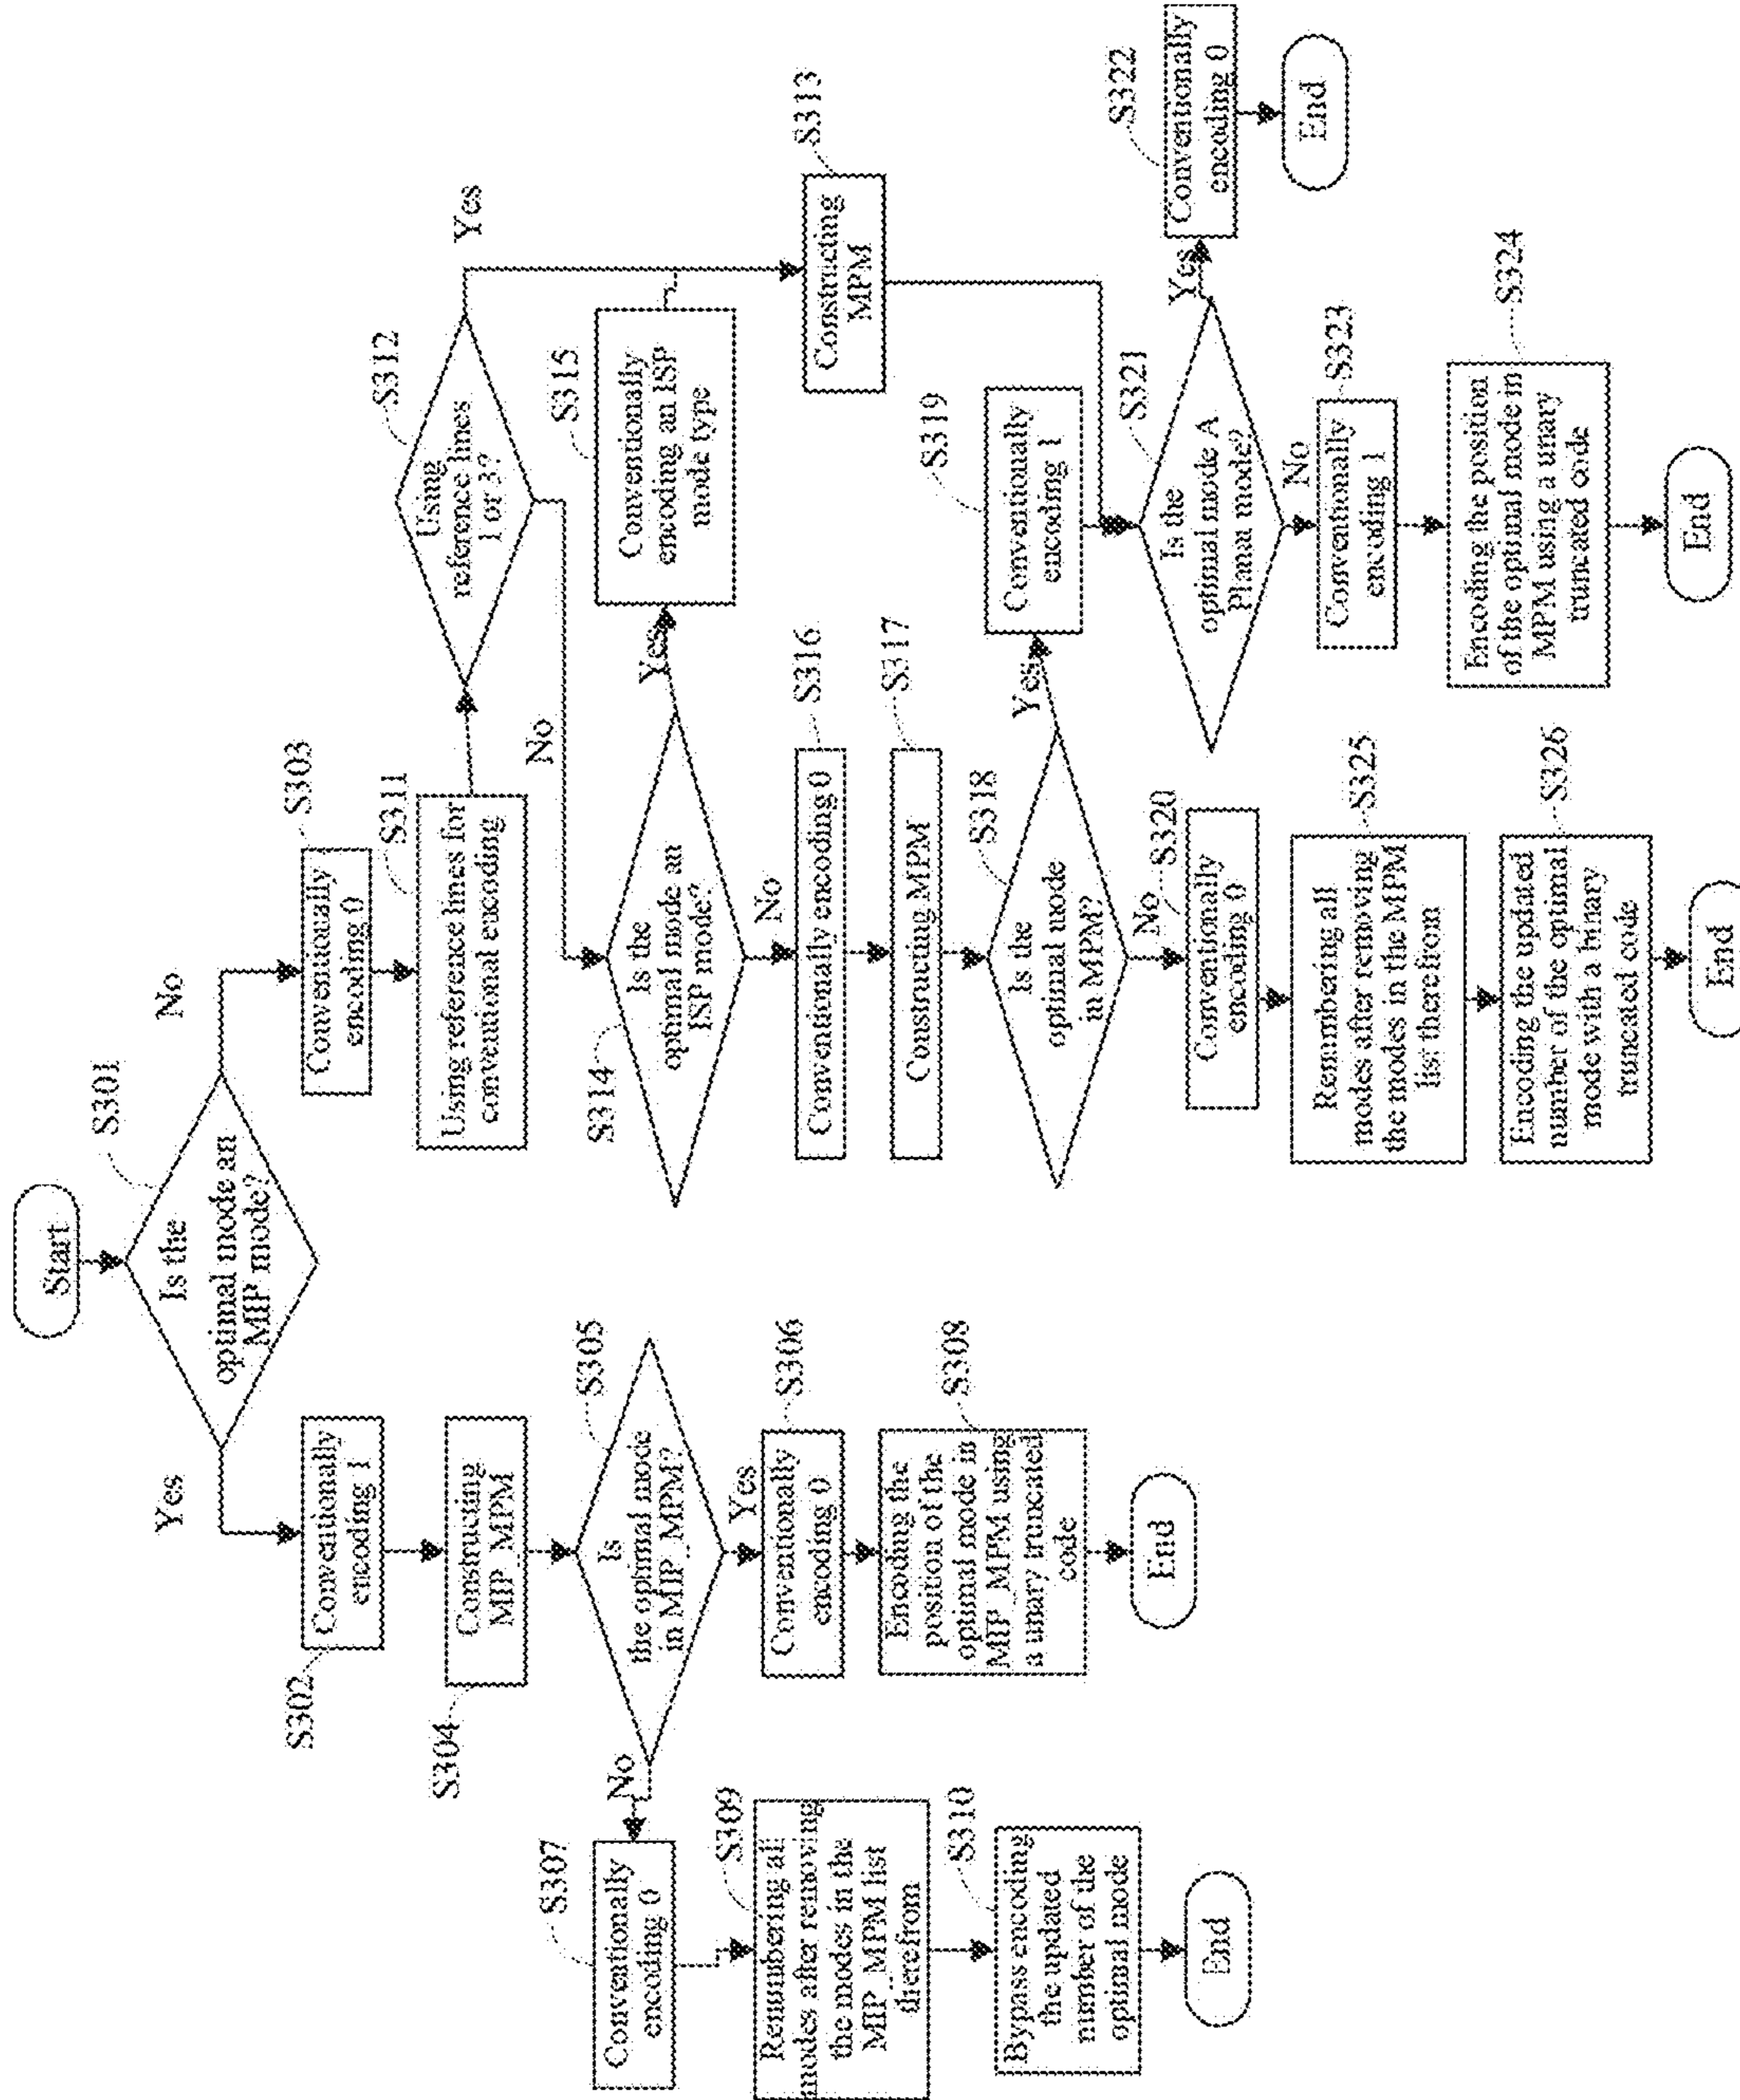 Start
S301
Is the
optimal mode an
MIP mode?
Yes
No
S302
Conventionally
encoding 1
Conventionally
encoding 0
S303
S304
Constructing
MIP_MPM
S311
Using reference lines for
conventional encoding
S305
Is
the optimal mode
in MIP_MPM?
No
Yes
S312
Using
reference lines
1 or 3?
Yes
No
S307
Conventionally
encoding 0
S306
Conventionally
encoding 0
S309
Renumbering all
modes after removing
the modes in the
MIP_MPM list
therefrom
S308
Encoding the
position of the
optimal mode in
MIP_MPM using
a unary truncated
code
S310
Bypass encoding
the updated
number of the
optimal mode
End
End
S314
Is the
optimal mode an
ISP mode?
Yes
No
S315
Conventionally
encoding an ISP
mode type
S313
Constructing
MPM
S316
Conventionally encoding 0
S317
Constructing MPM
S318
Is the
optimal mode
in MPM?
Yes
No
S319
Conventionally
encoding 1
S320
Conventionally
encoding 0
S321
Is the
optimal mode A
Planar mode?
Yes
No
S322
Conventionally
encoding 0
End
S323
Conventionally
encoding 1
S325
Renumbering all
modes after removing
the modes in the MPM
list therefrom
S324
Encoding the position
of the optimal mode in
MPM using a unary
truncated code
S326
Encoding the updated
number of the optimal
mode with a binary
truncated code
End
End